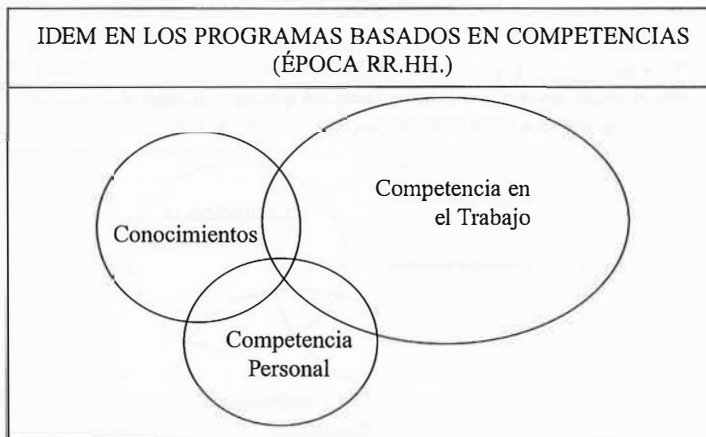 IDEM EN LOS PROGRAMAS BASADOS EN COMPETENCIAS
(ÉPOCA RR.HH.)
Competencia en
el Trabajo
Conocimientos
Competencia
Personal